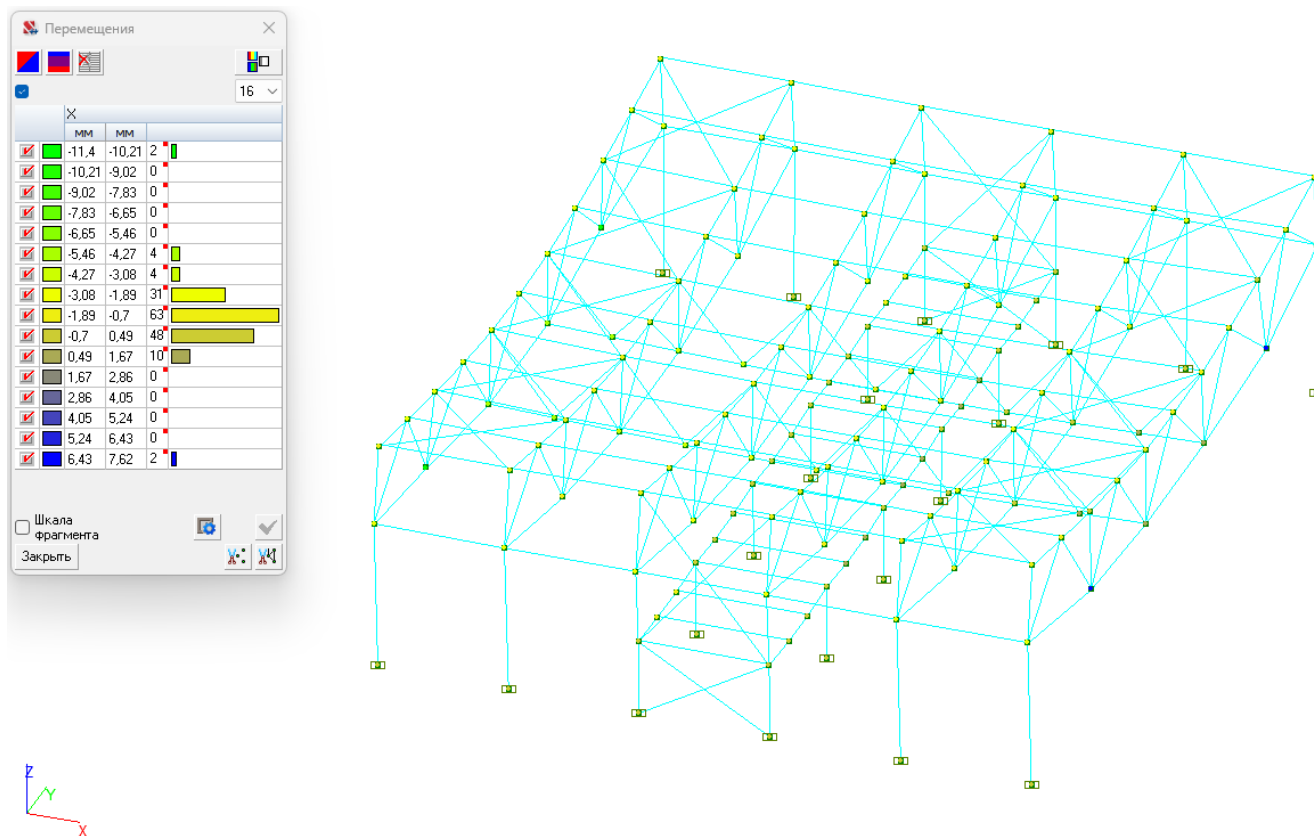 Перемещения
16
X
мм мм
-11,4 -10,21 2
-10,21 -9,02 0
-9,02 -7,83 0
-7,83 -6,65 0
-6,65 -5,46 0
-5,46 -4,27 4
-4,27 -3,08 4
-3,08 -1,89 31
-1,89 -0,7 63
-0,7 0,49 48
0,49 1,67 10
1,67 2,86 0
2,86 4,05 0
4,05 5,24 0
5,24 6,43 0
6,43 7,62 2
Шкала
фрагмента
Закрыть
Z
Y
X